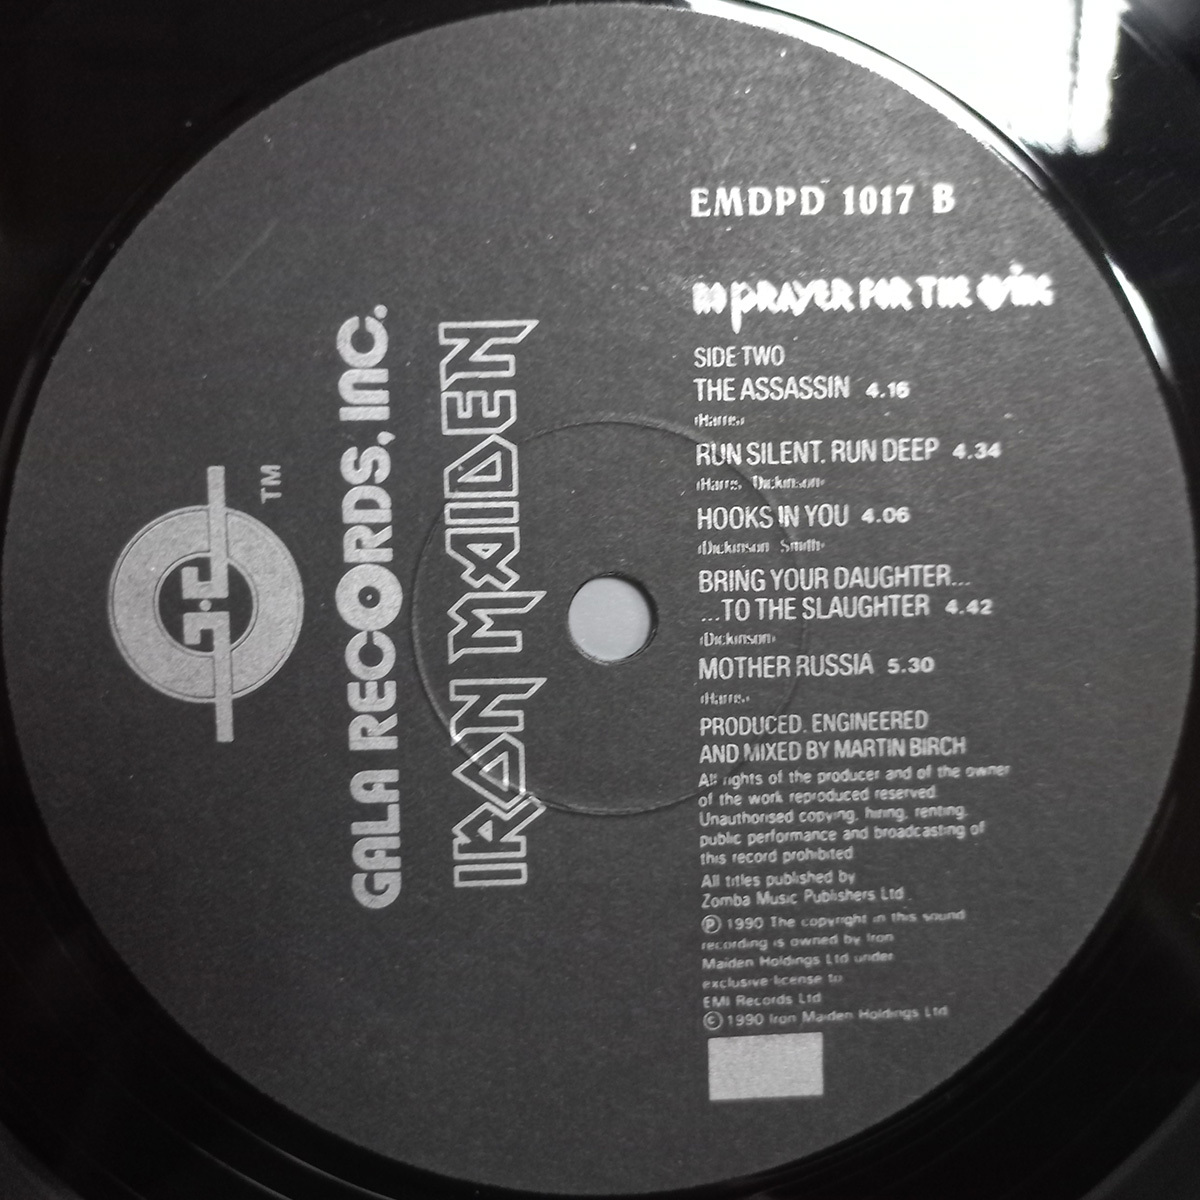 EMDPD 1017 B
NO PRAYER FOR THE DYING
SIDE TWO
THE ASSASSIN 4.16
(Harris)
RUN SILENT. RUN DEEP 4.34
(Harris, Dickinson)
HOOKS IN YOU 4.06
(Dickinson Smith)
BRING YOUR DAUGHTER...
...TO THE SLAUGHTER 4.42
(Dickinson)
MOTHER RUSSIA 5.30
(Harris)
PRODUCED. ENGINEERED
AND MIXED BY MARTIN BIRCH
All rights of the producer and of the owner
of the work reproduced reserved.
Unauthorised copying, hiring, renting,
public performance and broadcasting of
this record prohibited
All titles published by
Zomba Music Publishers Ltd.
℗ 1990 The copyright in this sound
recording is owned by Iron
Maiden Holdings Ltd under
exclusive license to
EMI Records Ltd
© 1990 Iron Maiden Holdings Ltd
IRON MAIDEN
GALA RECORDS, INC.
TM